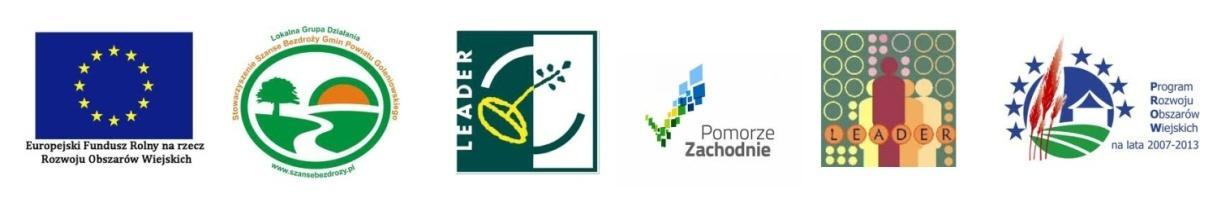 Europejski Fundusz Rolny na rzecz
Rozwoju Obszarów Wiejskich
Lokalna Grupa Działania
Stowarzyszenie Szanse Bezdroży Gmin Powiatu Goleniowskiego
www.szansebezdrozy.pl
LEADER
Pomorze
Zachodnie
LEADER
Program
Rozwoju
Obszarów
Wiejskich
na lata 2007-2013